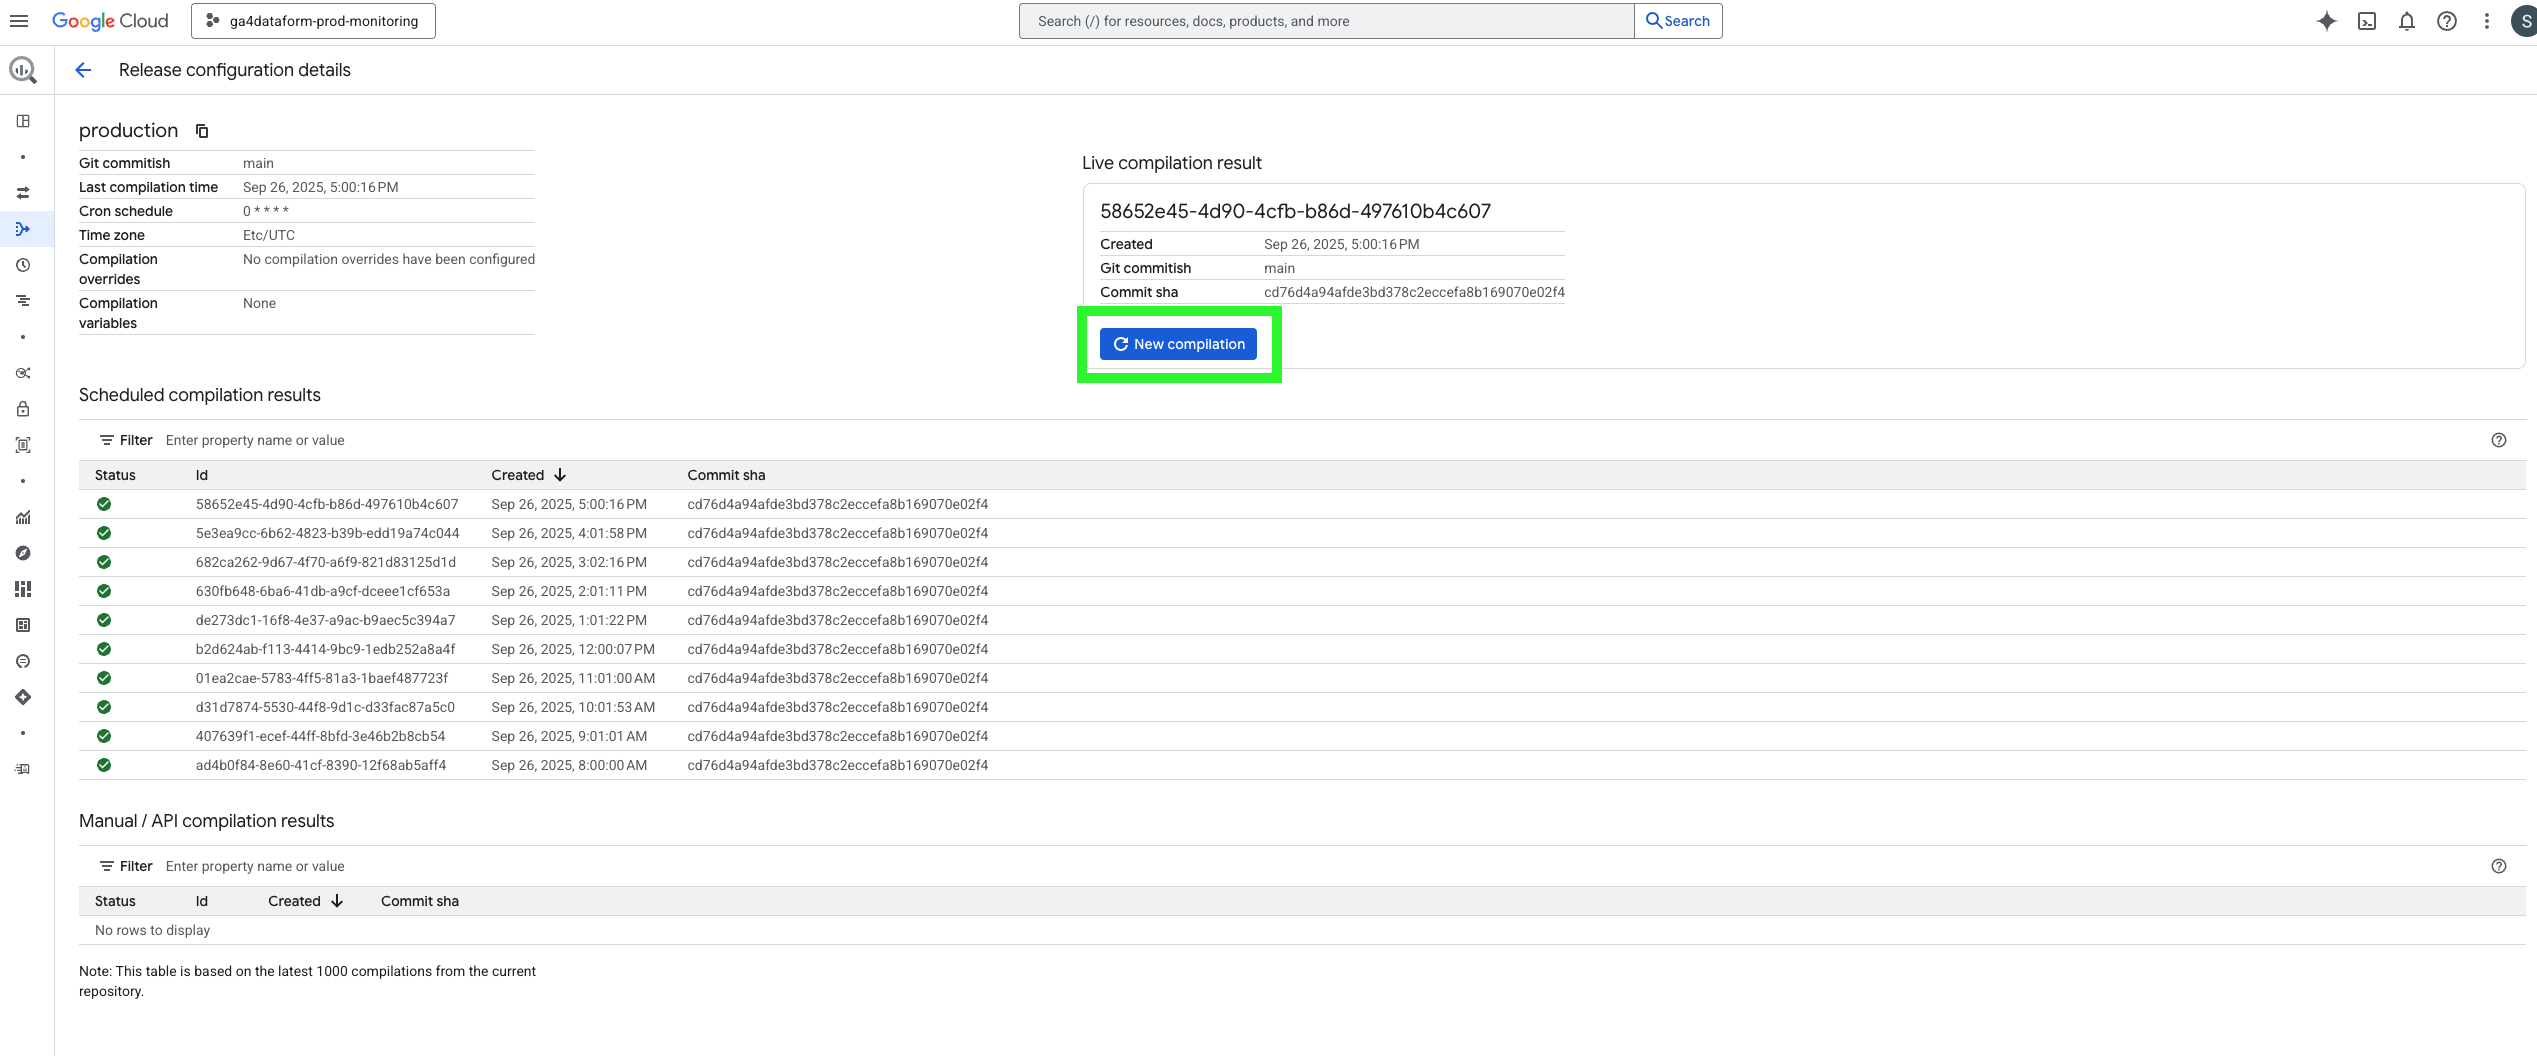 Google Cloud
ga4dataform-prod-monitoring
Search (/) for resources, docs, products, and more
Search
S
Release configuration details
production
Git commitish main
Last compilation time Sep 26, 2025, 5:00:16 PM
Cron schedule 0 * * * *
Time zone Etc/UTC
Compilation overrides No compilation overrides have been configured
Compilation variables None
Live compilation result
58652e45-4d90-4cfb-b86d-497610b4c607
Created Sep 26, 2025, 5:00:16 PM
Git commitish main
Commit sha cd76d4a94afde3bd378c2eccefa8b169070e02f4
New compilation
Scheduled compilation results
Filter Enter property name or value
Status Id Created Commit sha
58652e45-4d90-4cfb-b86d-497610b4c607 Sep 26, 2025, 5:00:16 PM cd76d4a94afde3bd378c2eccefa8b169070e02f4
5e3ea9cc-6b62-4823-b39b-edd19a74c044 Sep 26, 2025, 4:01:58 PM cd76d4a94afde3bd378c2eccefa8b169070e02f4
682ca262-9d67-4f70-a6f9-821d83125d1d Sep 26, 2025, 3:02:16 PM cd76d4a94afde3bd378c2eccefa8b169070e02f4
630fb648-6ba6-41db-a9cf-dceee1cf653a Sep 26, 2025, 2:01:11 PM cd76d4a94afde3bd378c2eccefa8b169070e02f4
de273dc1-16f8-4e37-a9ac-b9aec5c394a7 Sep 26, 2025, 1:01:22 PM cd76d4a94afde3bd378c2eccefa8b169070e02f4
b2d624ab-f113-4414-9bc9-1edb252a8a4f Sep 26, 2025, 12:00:07 PM cd76d4a94afde3bd378c2eccefa8b169070e02f4
01ea2cae-5783-4ff5-81a3-1baef487723f Sep 26, 2025, 11:01:00 AM cd76d4a94afde3bd378c2eccefa8b169070e02f4
d31d7874-5530-44f8-9d1c-d33fac87a5c0 Sep 26, 2025, 10:01:53 AM cd76d4a94afde3bd378c2eccefa8b169070e02f4
407639f1-ecef-44ff-8bfd-3e46b2b8cb54 Sep 26, 2025, 9:01:01 AM cd76d4a94afde3bd378c2eccefa8b169070e02f4
ad4b0f84-8e60-41cf-8390-12f68ab5aff4 Sep 26, 2025, 8:00:00 AM cd76d4a94afde3bd378c2eccefa8b169070e02f4
Manual / API compilation results
Filter Enter property name or value
Status Id Created Commit sha
No rows to display
Note: This table is based on the latest 1000 compilations from the current
repository.